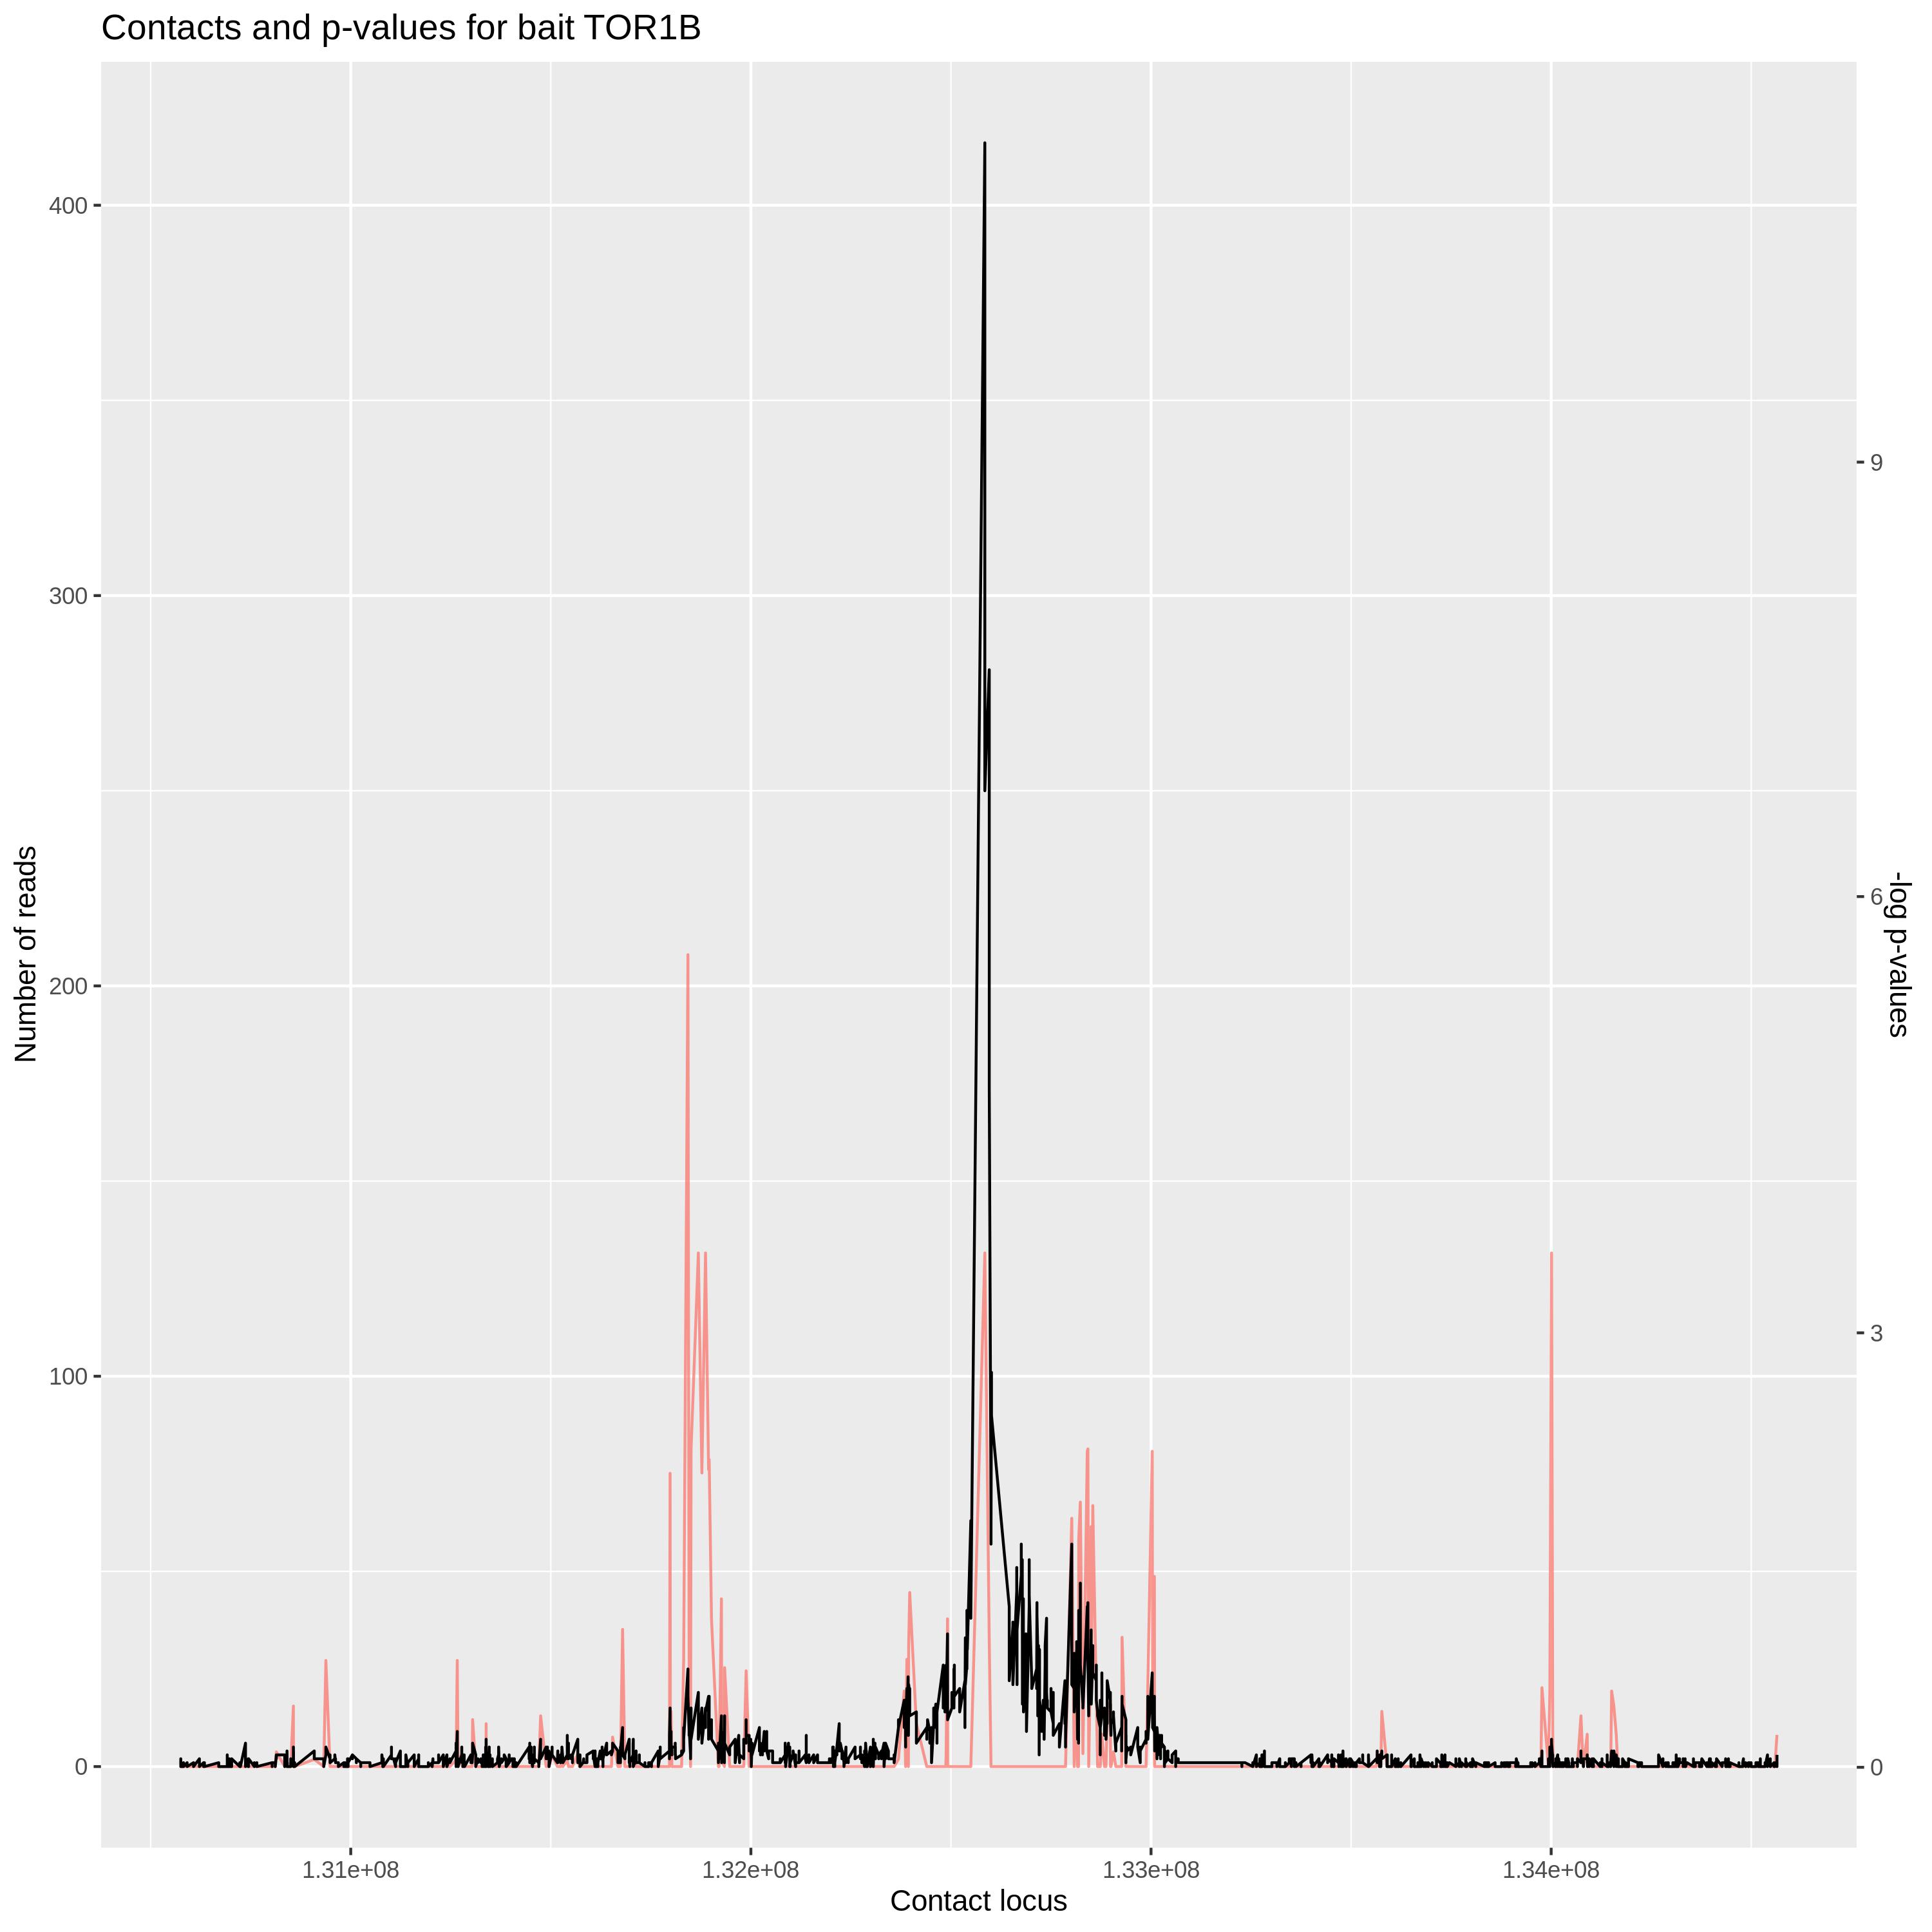 Contacts and p-values for bait TOR1B
400
300
200
100
0
Number of reads
9
6
3
0
-log p-values
1.31e+08
1.32e+08
1.33e+08
1.34e+08
Contact locus